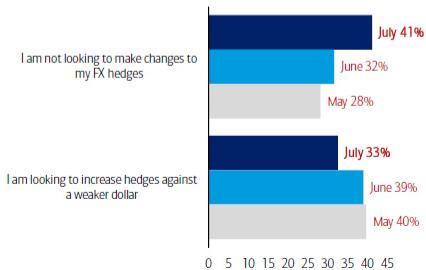 July 41%
I am not looking to make changes to
my FX hedges
June 32%
May 28%
July 33%
I am looking to increase hedges against
a weaker dollar
June 39%
May 40%
0 5 10 15 20 25 30 35 40 45